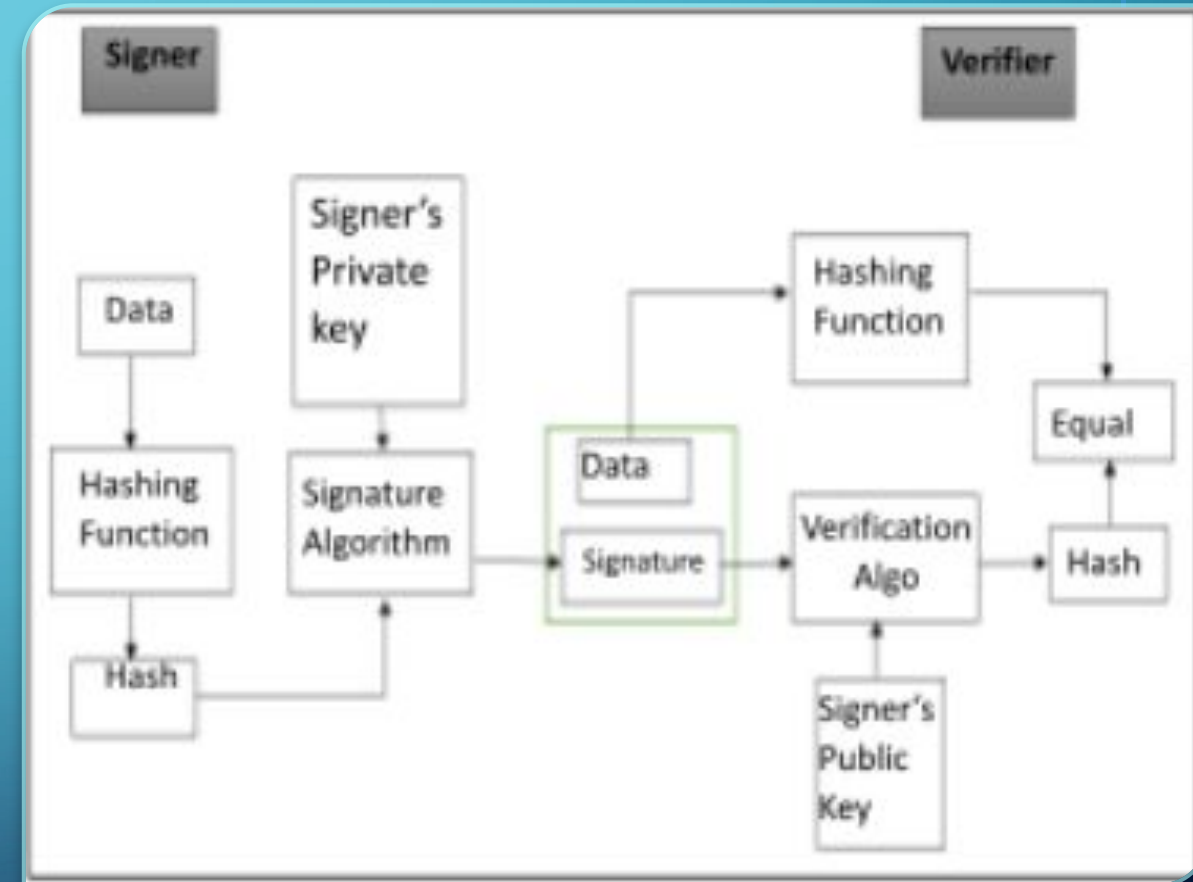 Signer
Verifier
Signer's
Private
key
Data
Hashing
Function
Hash
Signature
Algorithm
Data
Signature
Hashing
Function
Equal
Verification
Algo
Hash
Signer's
Public
Key